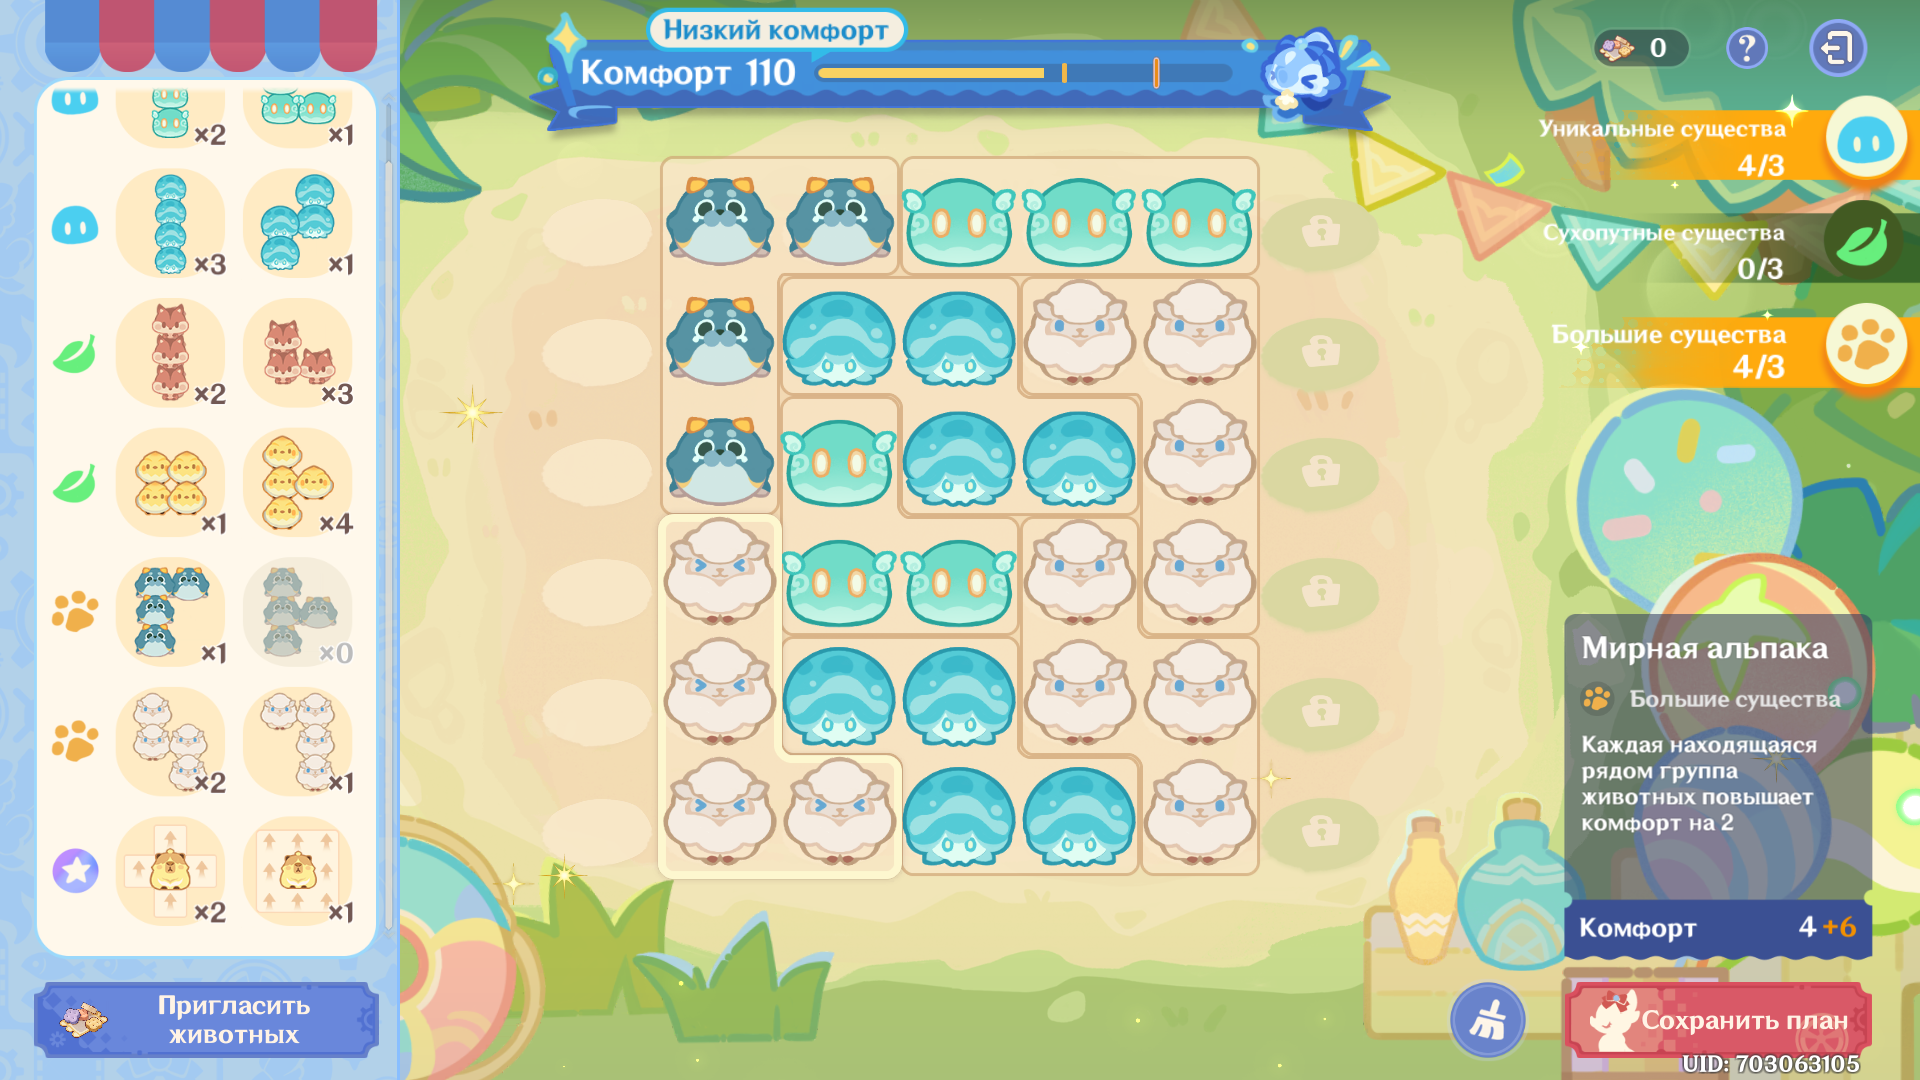 Низкий комфорт
Комфорт 110
0
?
Уникальные существа
4/3
Сухопутные существа
0/3
Большие существа
4/3
×2
×1
×3
×1
×2
×3
×1
×4
×1
×0
×2
×1
×2
×1
Пригласить
животных
Мирная альпака
Большие существа
Каждая находящаяся
рядом группа
животных повышает
комфорт на 2
Комфорт 4 +6
Сохранить план
UID: 703063105